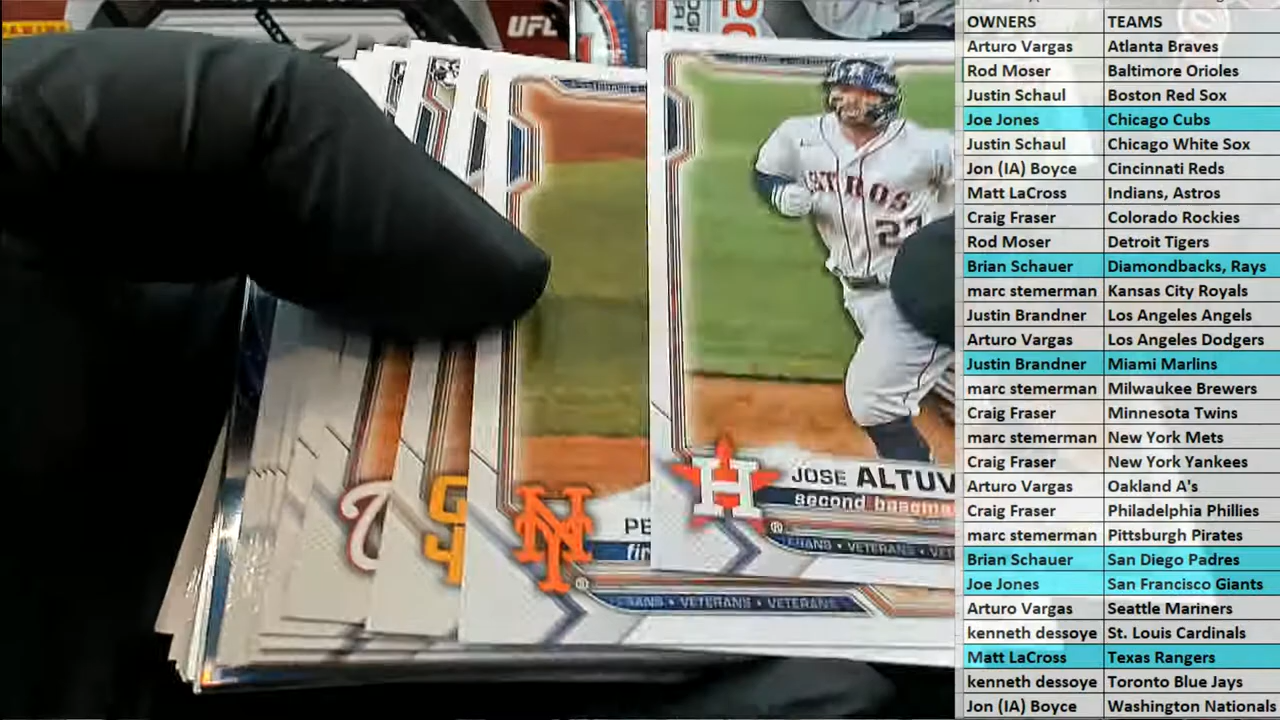 UFL
ASTROS
27
JOSE ALTUV
second basema
VETERANS
PE
VETERANS • VETERANS
OWNERS TEAMS
Arturo Vargas Atlanta Braves
Rod Moser Baltimore Orioles
Justin Schaul Boston Red Sox
Joe Jones Chicago Cubs
Justin Schaul Chicago White Sox
Jon (IA) Boyce Cincinnati Reds
Matt LaCross Indians, Astros
Craig Fraser Colorado Rockies
Rod Moser Detroit Tigers
Brian Schauer Diamondbacks, Rays
marc stemerman Kansas City Royals
Justin Brandner Los Angeles Angels
Arturo Vargas Los Angeles Dodgers
Justin Brandner Miami Marlins
marc stemerman Milwaukee Brewers
Craig Fraser Minnesota Twins
marc stemerman New York Mets
Craig Fraser New York Yankees
Arturo Vargas Oakland A's
Craig Fraser Philadelphia Phillies
marc stemerman Pittsburgh Pirates
Brian Schauer San Diego Padres
Joe Jones San Francisco Giants
Arturo Vargas Seattle Mariners
kenneth dessoye St. Louis Cardinals
Matt LaCross Texas Rangers
kenneth dessoye Toronto Blue Jays
Jon (IA) Boyce Washington Nationals